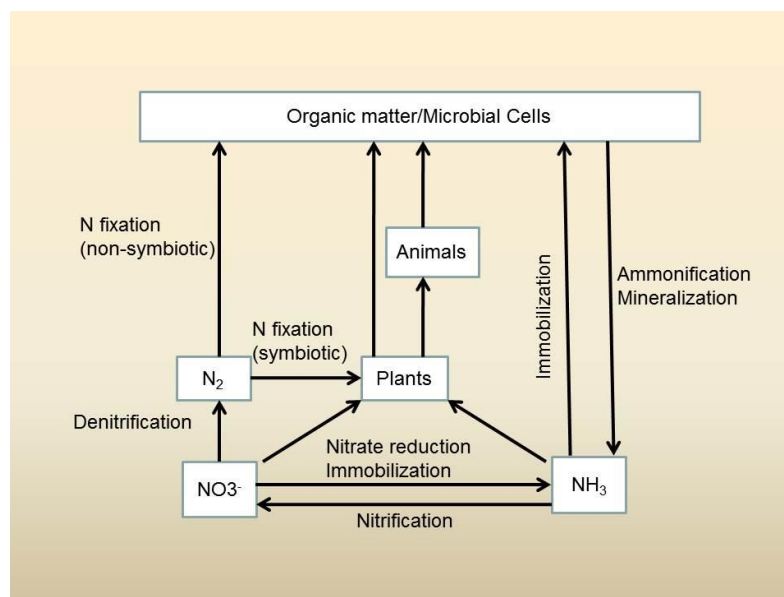 Organic matter/Microbial Cells
N fixation
(non-symbiotic)
Animals
Immobilization
Ammonification
Mineralization
N fixation
(symbiotic)
N₂
Plants
Denitrification
Nitrate reduction
Immobilization
NO3⁻
NH₃
Nitrification